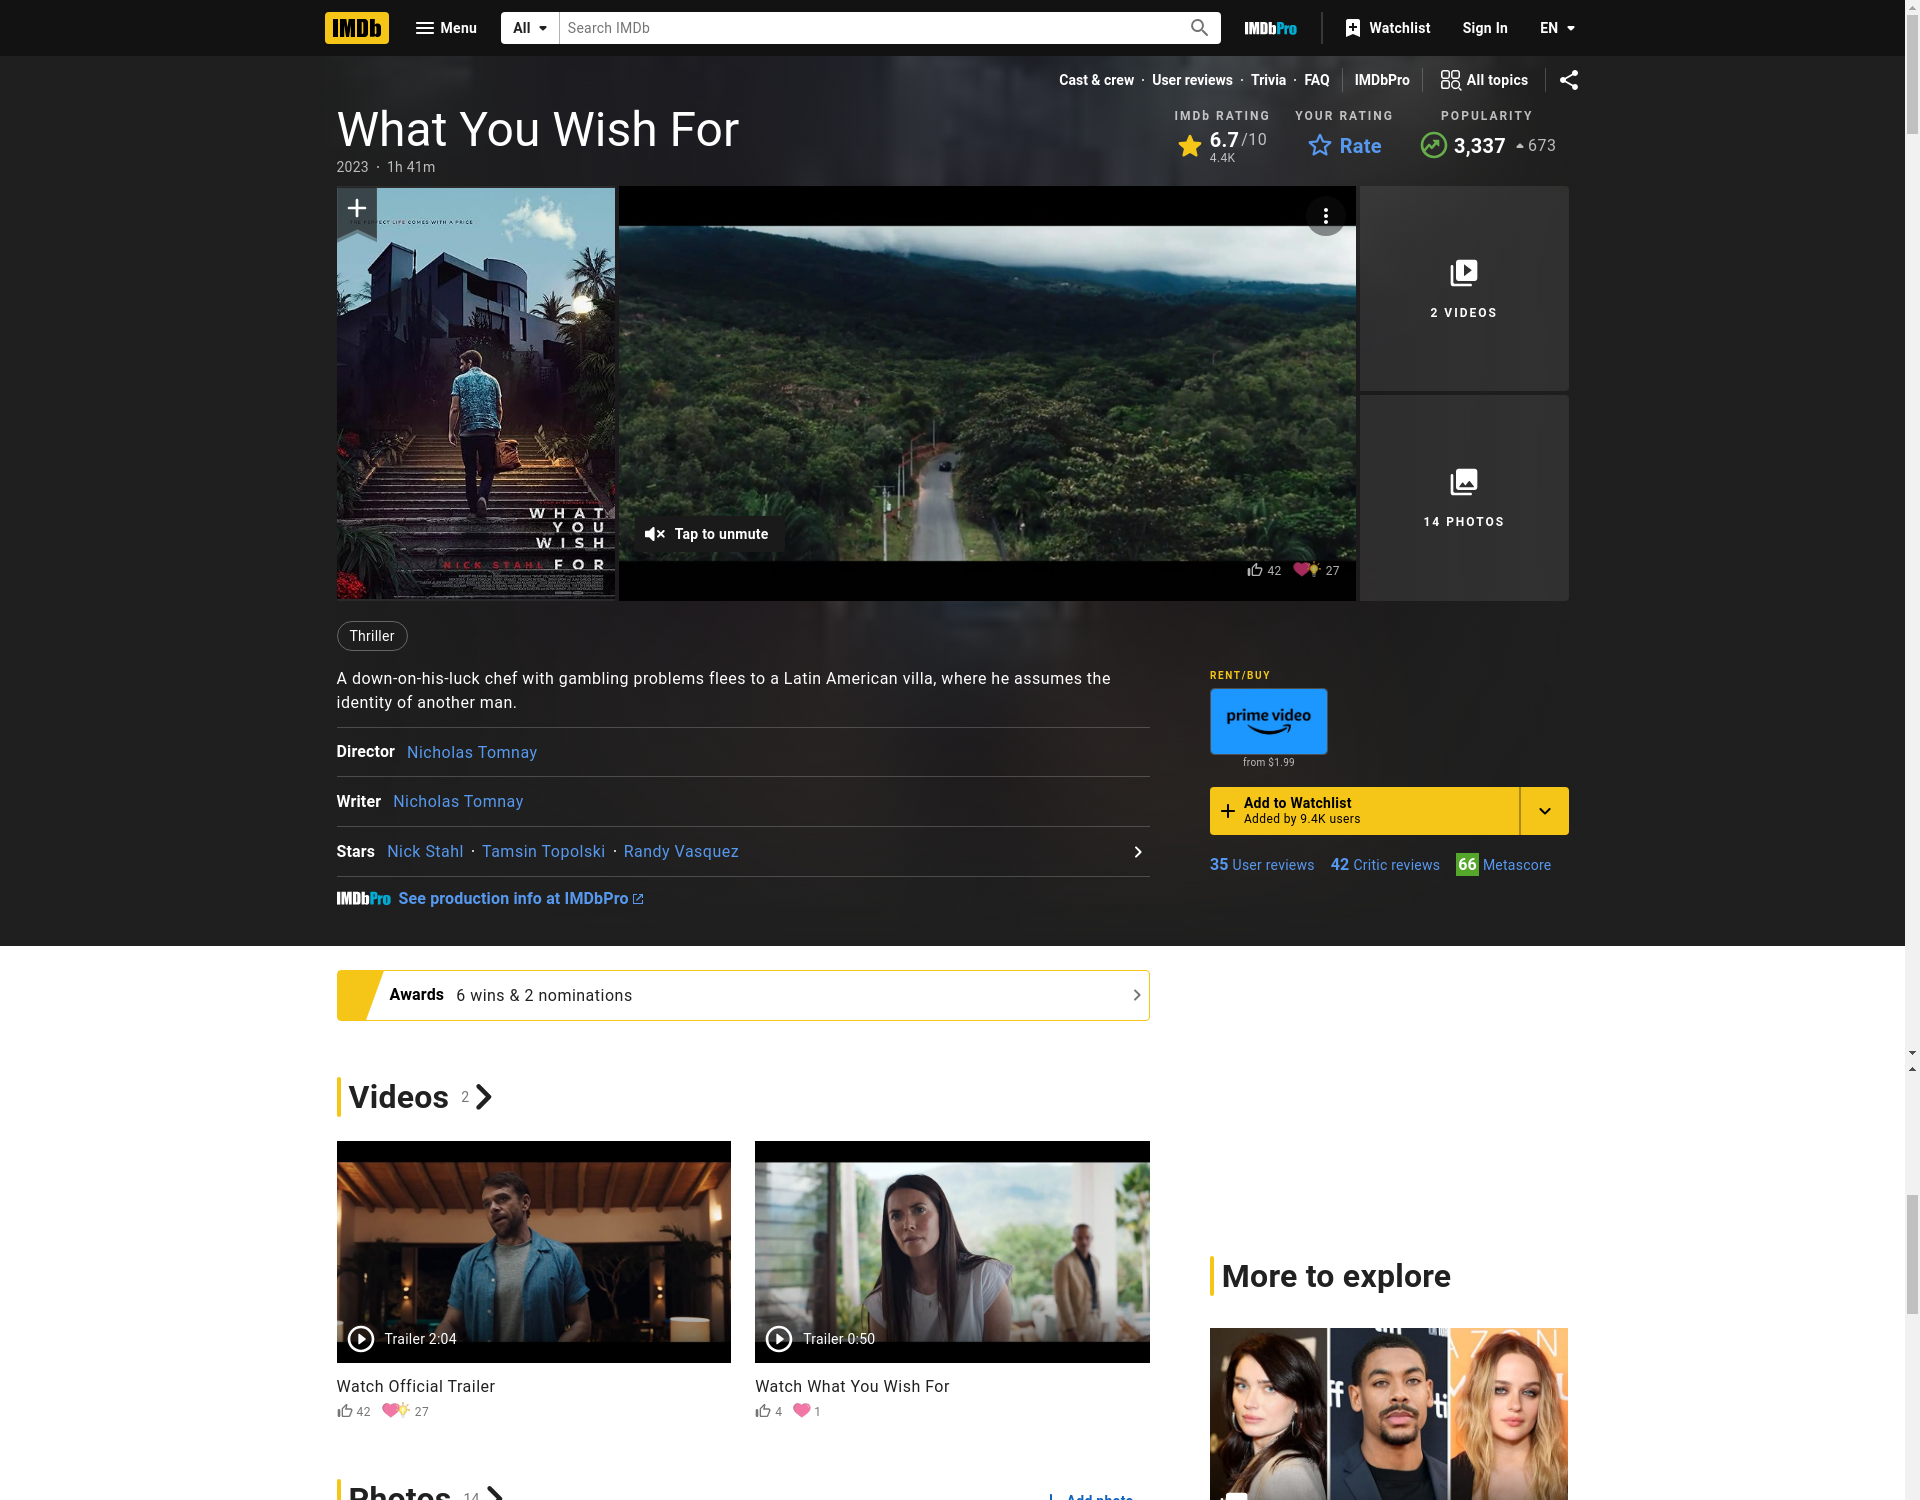 IMDb
Menu
All
Search IMDb
IMDbPro
Watchlist
Sign In
EN
Cast & crew · User reviews · Trivia · FAQ
IMDbPro
All topics
What You Wish For
2023 · 1h 41m
IMDb RATING
6.7/10
4.4K
YOUR RATING
Rate
POPULARITY
3,337
673
COMES WITH A PRICE
WHAT
YOU
WISH
NICK STAHL FOR
Tap to unmute
42
27
2 VIDEOS
14 PHOTOS
Thriller
A down-on-his-luck chef with gambling problems flees to a Latin American villa, where he assumes the
identity of another man.
Director Nicholas Tomnay
Writer Nicholas Tomnay
Stars Nick Stahl · Tamsin Topolski · Randy Vasquez
IMDbPro See production info at IMDbPro
RENT/BUY
prime video
from $1.99
Add to Watchlist
Added by 9.4K users
35 User reviews 42 Critic reviews 66 Metascore
Awards 6 wins & 2 nominations
Videos 2
Trailer 2:04
Watch Official Trailer
42 27
Trailer 0:50
Watch What You Wish For
4 1
Photos 14
Add photo
More to explore